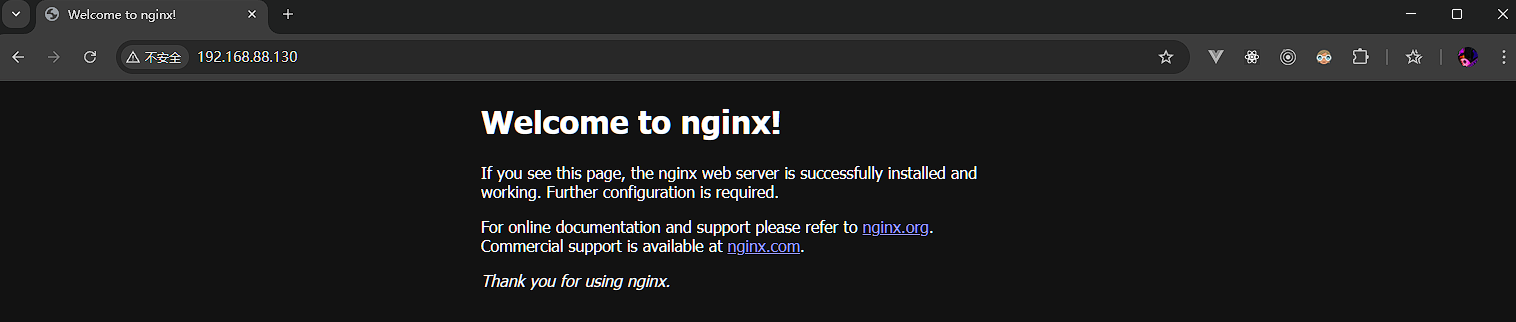 Welcome to nginx!
不安全
192.168.88.130
Welcome to nginx!
If you see this page, the nginx web server is successfully installed and
working. Further configuration is required.
For online documentation and support please refer to nginx.org.
Commercial support is available at nginx.com.
Thank you for using nginx.